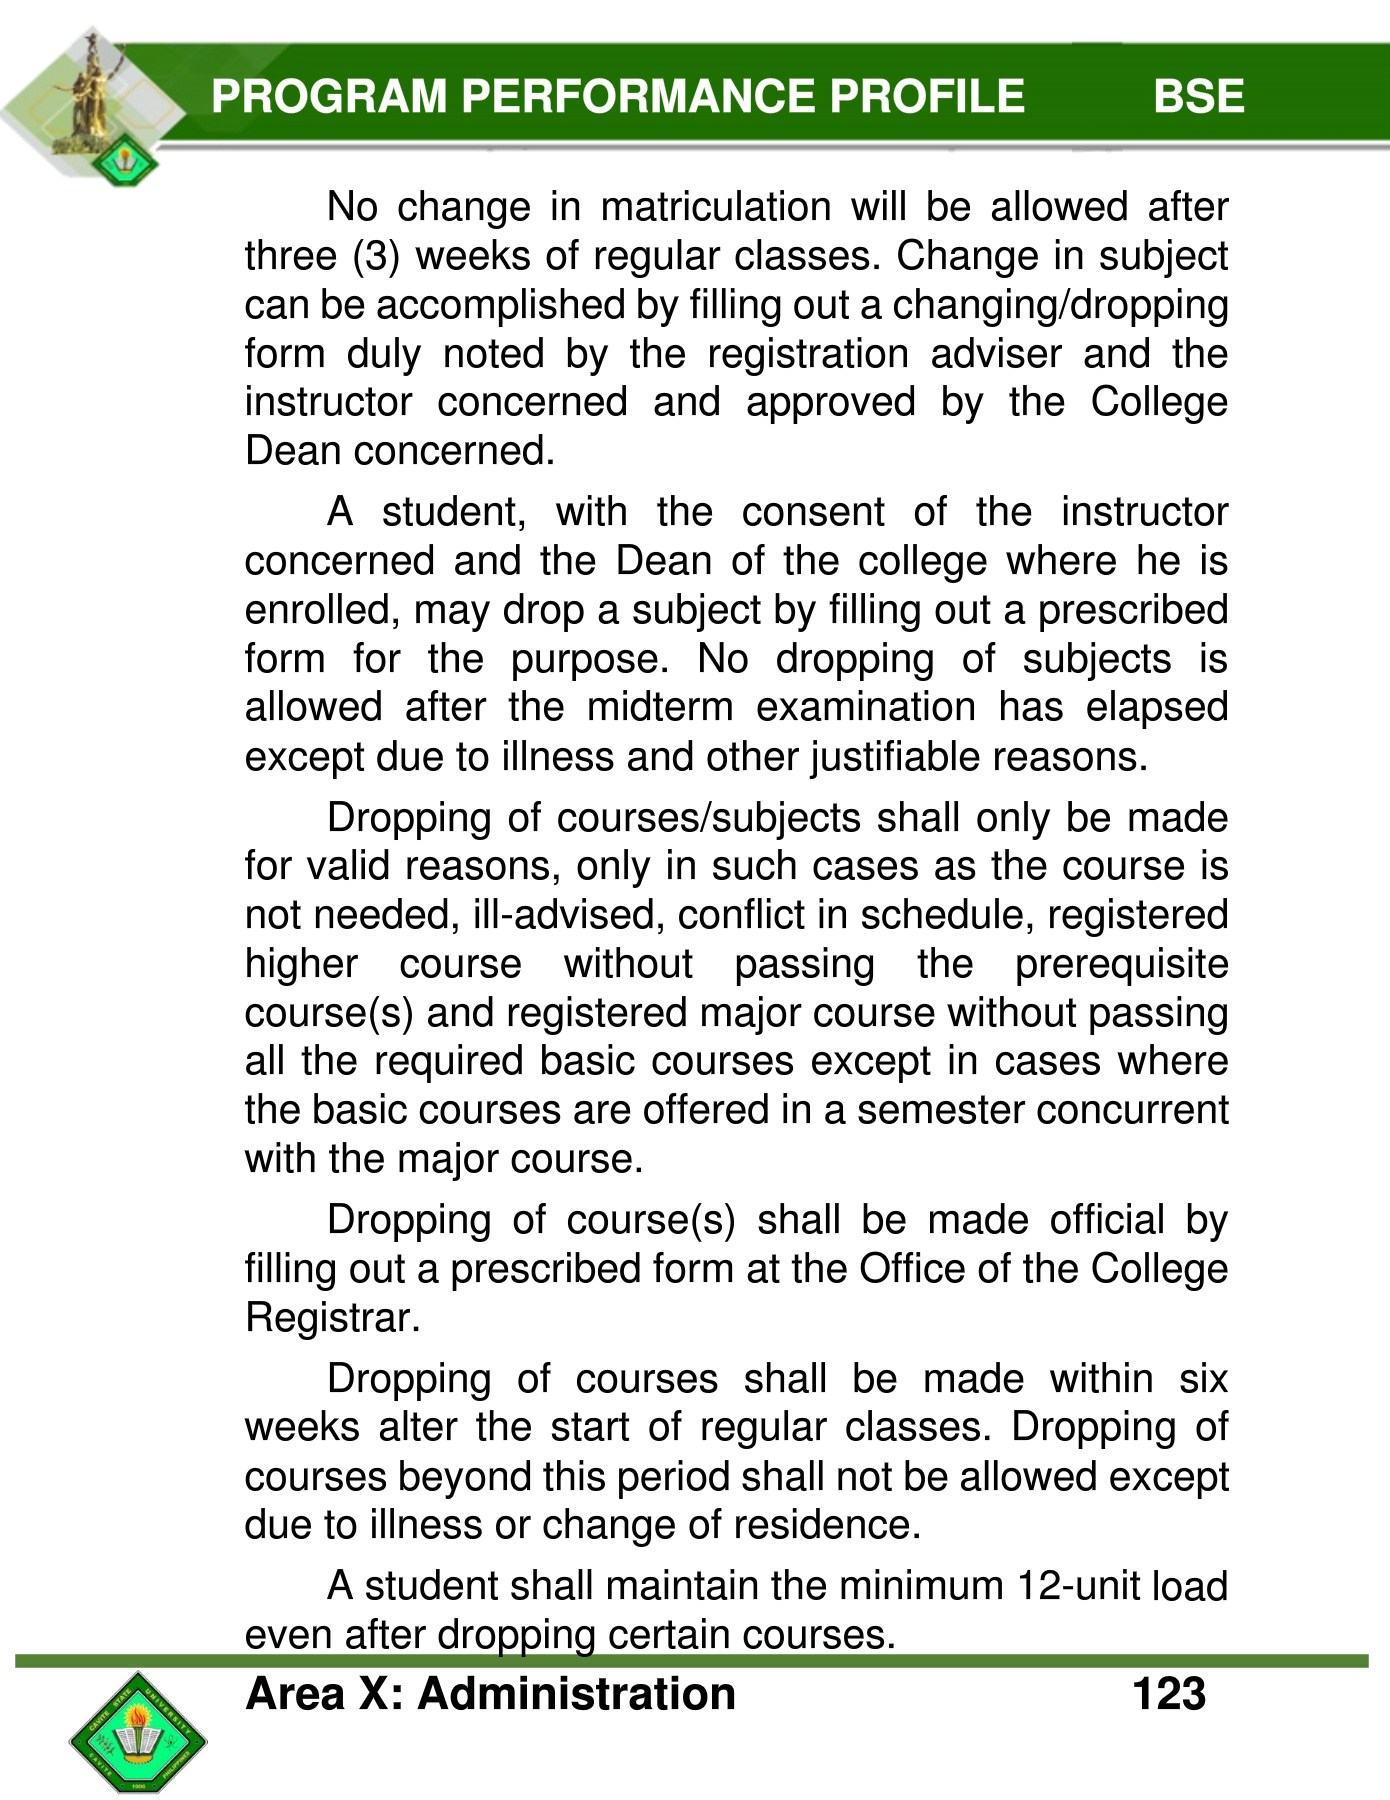 PROGRAM PERFORMANCE PROFILE BSE
No change in matriculation will be allowed after
three (3) weeks of regular classes. Change in subject
can be accomplished by filling out a changing/dropping
form duly noted by the registration adviser and the
instructor concerned and approved by the College
Dean concerned.
A student, with the consent of the instructor
concerned and the Dean of the college where he is
enrolled, may drop a subject by filling out a prescribed
form for the purpose. No dropping of subjects is
allowed after the midterm examination has elapsed
except due to illness and other justifiable reasons.
Dropping of courses/subjects shall only be made
for valid reasons, only in such cases as the course is
not needed, ill-advised, conflict in schedule, registered
higher course without passing the prerequisite
course(s) and registered major course without passing
all the required basic courses except in cases where
the basic courses are offered in a semester concurrent
with the major course.
Dropping of course(s) shall be made official by
filling out a prescribed form at the Office of the College
Registrar.
Dropping of courses shall be made within six
weeks alter the start of regular classes. Dropping of
courses beyond this period shall not be allowed except
due to illness or change of residence.
A student shall maintain the minimum 12-unit load
even after dropping certain courses.
Area X: Administration 123
CAVITE STATE UNIVERSITY
CAVITE PHILIPPINES
1906